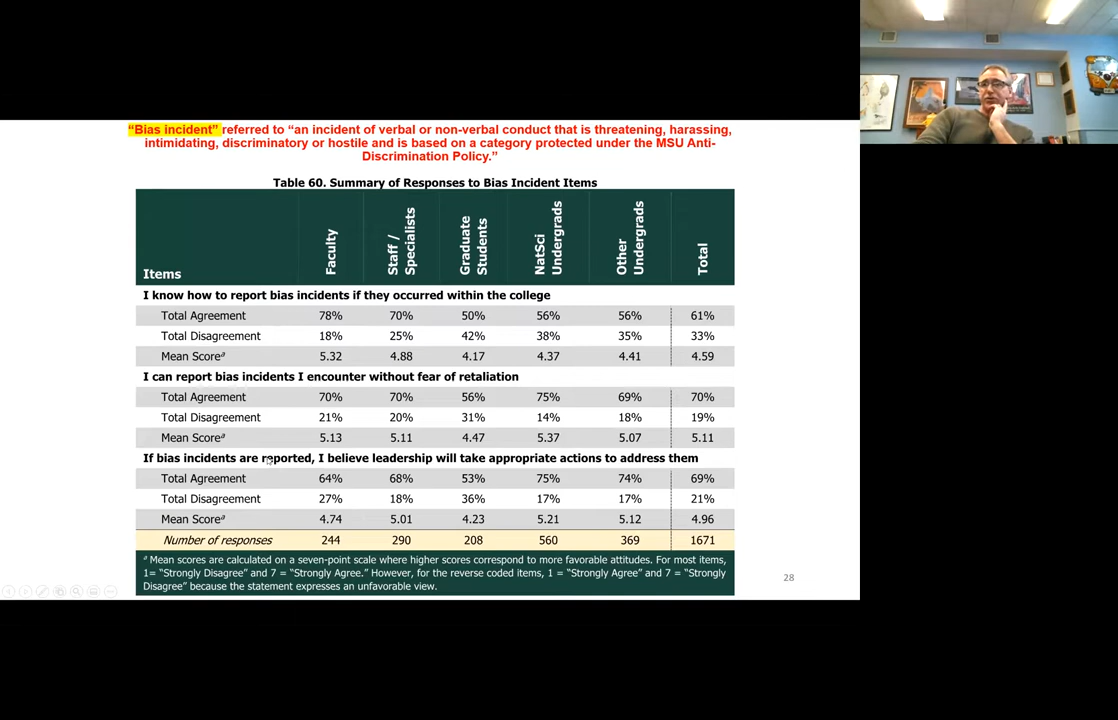 “Bias incident” referred to “an incident of verbal or non-verbal conduct that is threatening, harassing,
intimidating, discriminatory or hostile and is based on a category protected under the MSU Anti-
Discrimination Policy.”
Table 60. Summary of Responses to Bias Incident Items
Items Faculty Staff / Specialists Graduate Students NatSci Undergrads Other Undergrads Total
I know how to report bias incidents if they occurred within the college
Total Agreement 78% 70% 50% 56% 56% 61%
Total Disagreement 18% 25% 42% 38% 35% 33%
Mean Scoreᵃ 5.32 4.88 4.17 4.37 4.41 4.59
I can report bias incidents I encounter without fear of retaliation
Total Agreement 70% 70% 56% 75% 69% 70%
Total Disagreement 21% 20% 31% 14% 18% 19%
Mean Scoreᵃ 5.13 5.11 4.47 5.37 5.07 5.11
If bias incidents are reported, I believe leadership will take appropriate actions to address them
Total Agreement 64% 68% 53% 75% 74% 69%
Total Disagreement 27% 18% 36% 17% 17% 21%
Mean Scoreᵃ 4.74 5.01 4.23 5.21 5.12 4.96
Number of responses 244 290 208 560 369 1671
ᵃ Mean scores are calculated on a seven-point scale where higher scores correspond to more favorable attitudes. For most items,
1= “Strongly Disagree” and 7 = “Strongly Agree.” However, for the reverse coded items, 1 = “Strongly Agree” and 7 = “Strongly
Disagree” because the statement expresses an unfavorable view.
28